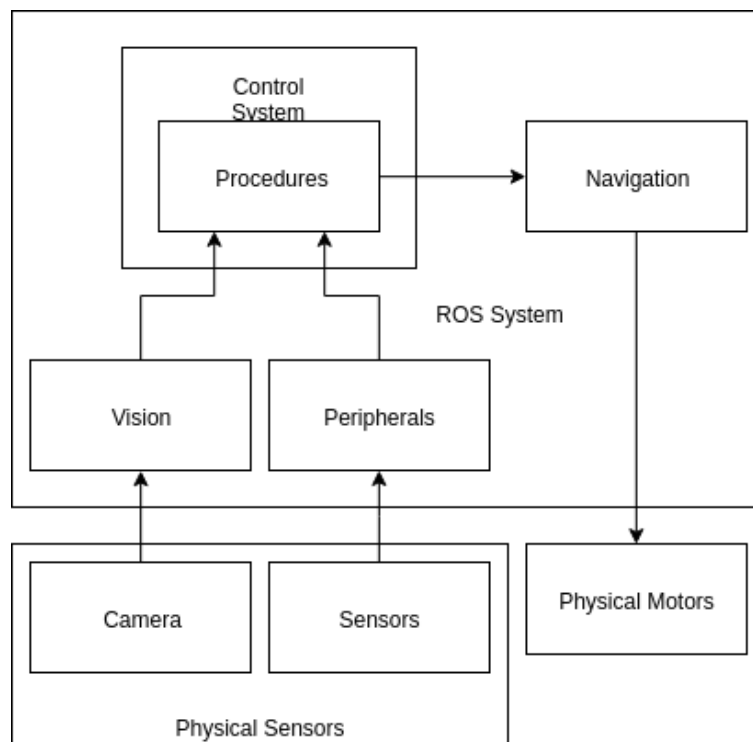 Control
System
Procedures
Navigation
ROS System
Vision
Peripherals
Camera
Sensors
Physical Motors
Physical Sensors